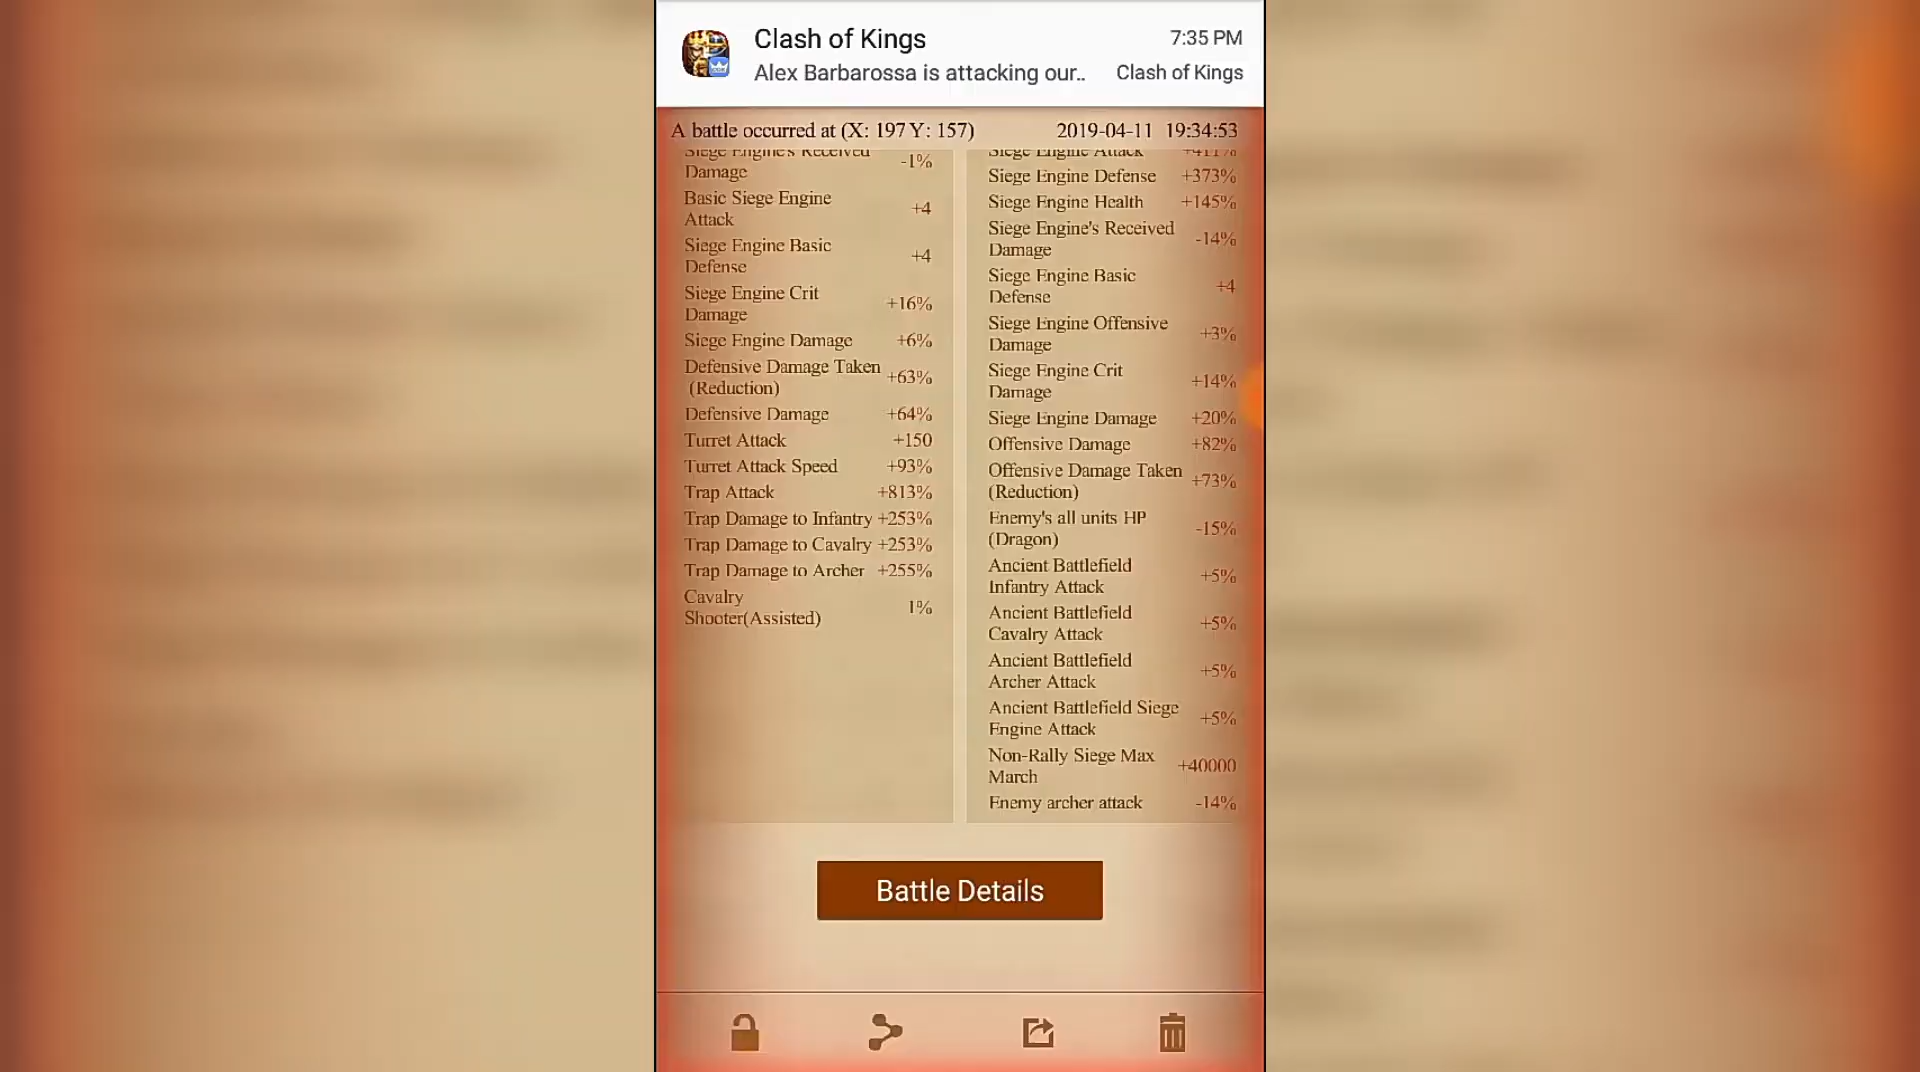 Clash of Kings
7:35 PM
Alex Barbarossa is attacking our..
Clash of Kings
A battle occurred at (X: 197 Y: 157)
2019-04-11 19:34:53
Siege Engine's Received
Damage
-1%
Basic Siege Engine
Attack
+4
Siege Engine Basic
Defense
+4
Siege Engine Crit
Damage
+16%
Siege Engine Damage +6%
Defensive Damage Taken
(Reduction)
+63%
Defensive Damage +64%
Turret Attack +150
Turret Attack Speed +93%
Trap Attack +813%
Trap Damage to Infantry +253%
Trap Damage to Cavalry +253%
Trap Damage to Archer +255%
Cavalry
Shooter(Assisted)
1%
Siege Engine Attack +411%
Siege Engine Defense +373%
Siege Engine Health +145%
Siege Engine's Received
Damage
-14%
Siege Engine Basic
Defense
+4
Siege Engine Offensive
Damage
+3%
Siege Engine Crit
Damage
+14%
Siege Engine Damage +20%
Offensive Damage +82%
Offensive Damage Taken
(Reduction)
+73%
Enemy's all units HP
(Dragon)
-15%
Ancient Battlefield
Infantry Attack
+5%
Ancient Battlefield
Cavalry Attack
+5%
Ancient Battlefield
Archer Attack
+5%
Ancient Battlefield Siege
Engine Attack
+5%
Non-Rally Siege Max
March
+40000
Enemy archer attack -14%
Battle Details